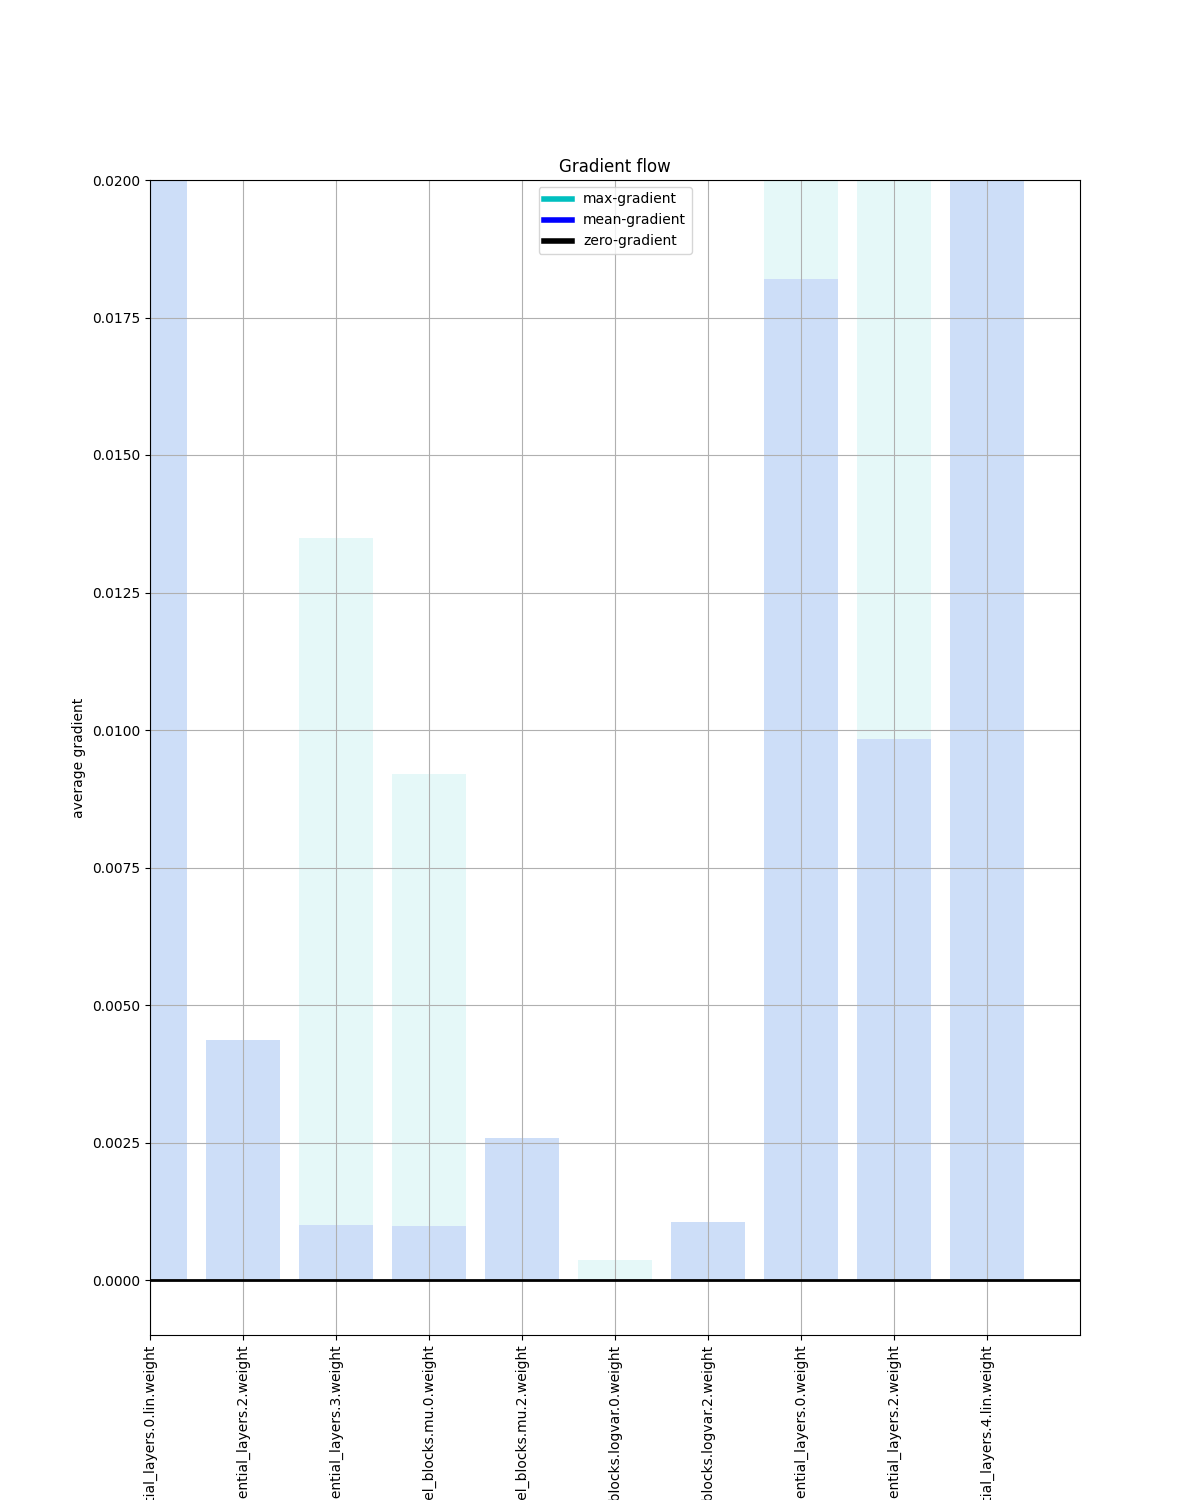 Gradient flow
max-gradient
mean-gradient
zero-gradient
average gradient
0.0200
0.0175
0.0150
0.0125
0.0100
0.0075
0.0050
0.0025
0.0000
tial_layers.0.lin.weight
ential_layers.2.weight
ential_layers.3.weight
el_blocks.mu.0.weight
el_blocks.mu.2.weight
blocks.logvar.0.weight
blocks.logvar.2.weight
ential_layers.0.weight
ential_layers.2.weight
tial_layers.4.lin.weight